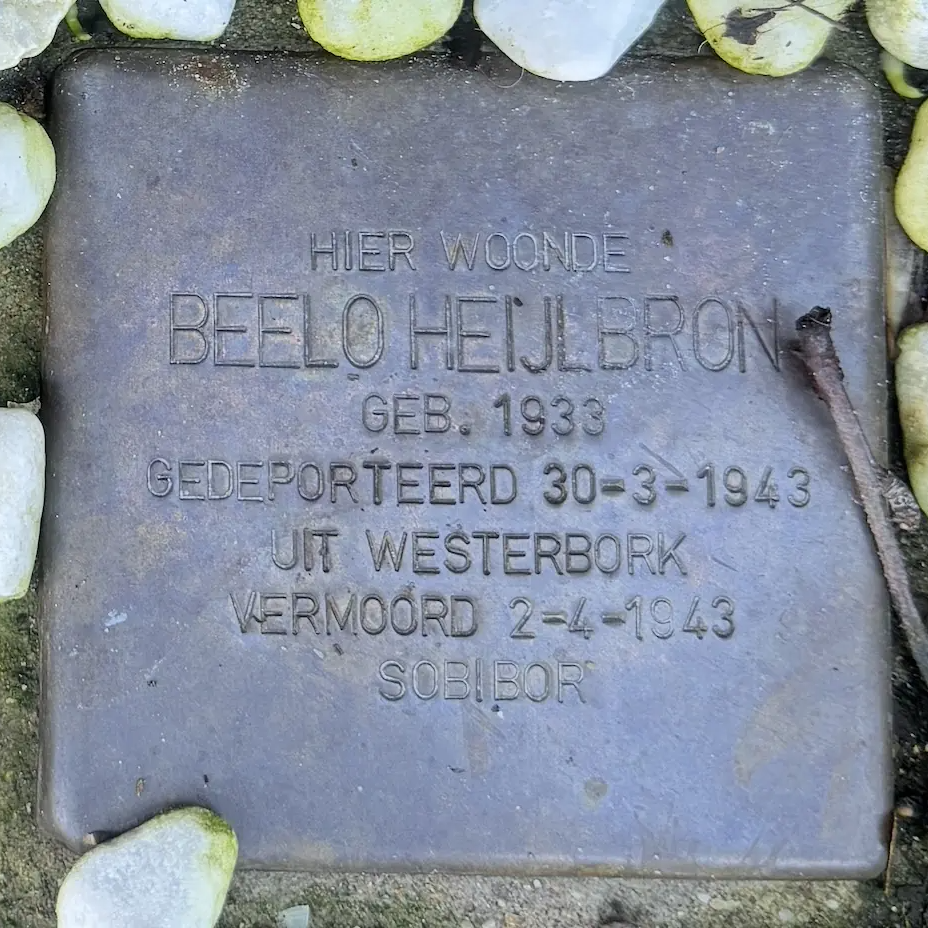 HIER WOONDE
BEELO HEIJLBRON
GEB. 1933
GEDEPORTEERD 30-3-1943
UIT WESTERBORK
VERMOORD 2-4-1943
SOBIBOR